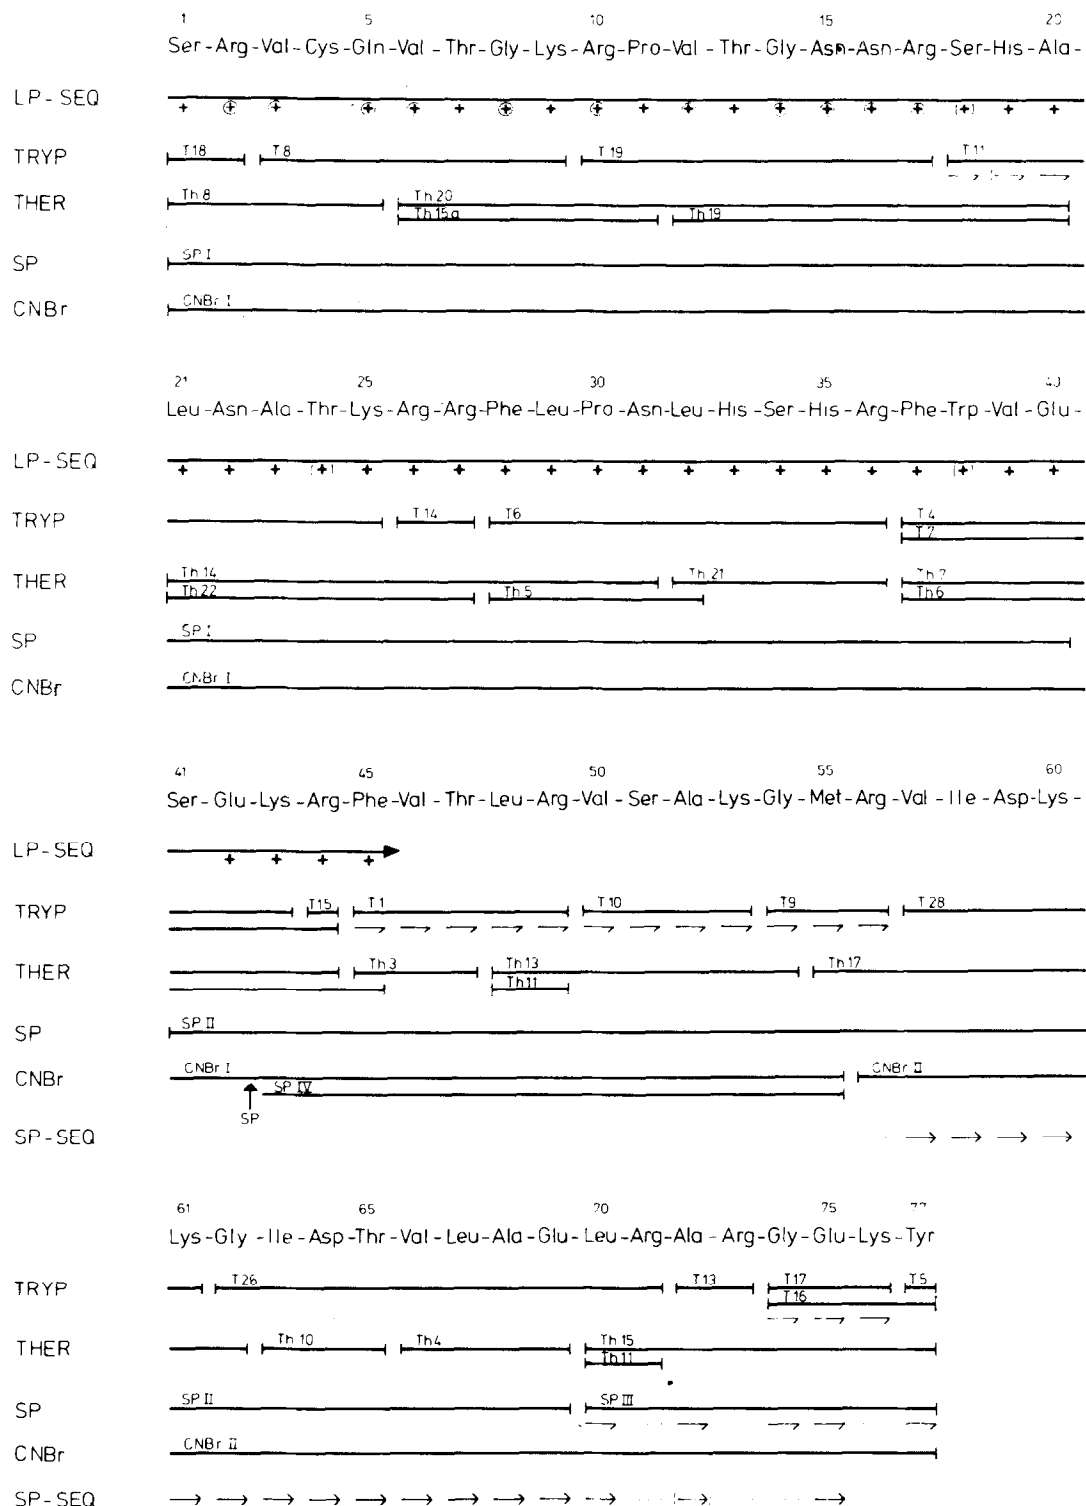 1 5 10 15 20
Ser-Arg-Val-Cys-Gln-Val-Thr-Gly-Lys-Arg-Pro-Val-Thr-Gly-Asn-Asn-Arg-Ser-His-Ala-
LP-SEQ
+ + + + + + + + + + + + + + + + + + +
TRYP T18 T8 T19 T11
THER Th8 Th20
Th15a Th19
SP SP I
CNBr CNBr I
21 25 30 35 40
Leu-Asn-Ala-Thr-Lys-Arg-Arg-Phe-Leu-Pro-Asn-Leu-His-Ser-His-Arg-Phe-Trp-Val-Glu-
LP-SEQ
+ + + (+) + + + + + + + + + + + + + (+) + +
TRYP T14 T6 T4
T7
THER Th14 Th21 Th7
Th22 Th5 Th6
SP SP I
CNBr CNBr I
41 45 50 55 60
Ser-Glu-Lys-Arg-Phe-Val-Thr-Leu-Arg-Val-Ser-Ala-Lys-Gly-Met-Arg-Val-Ile-Asp-Lys-
LP-SEQ
+ + + +
TRYP T15 T1 T10 T9 T28
THER Th3 Th13 Th17
Th11
SP SP II
CNBr CNBr I CNBr II
SP IV
SP
SP-SEQ
61 65 70 75 77
Lys-Gly-Ile-Asp-Thr-Val-Leu-Ala-Glu-Leu-Arg-Ala-Arg-Gly-Glu-Lys-Tyr
TRYP T26 T13 T17 T5
T16
THER Th10 Th4 Th15
Th11
SP SP II SP III
CNBr CNBr II
SP-SEQ